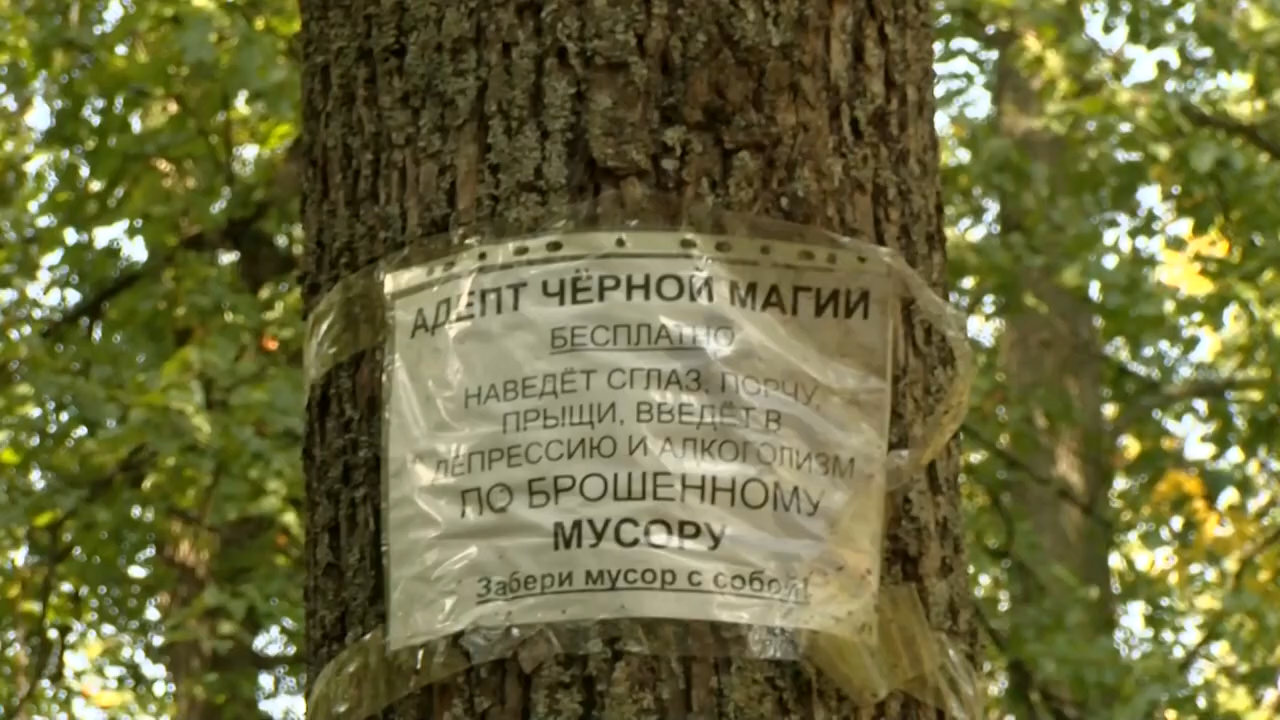 АДЕПТ ЧЁРНОЙ МАГИИ
БЕСПЛАТНО
НАВЕДЁТ СГЛАЗ, ПОРЧУ,
ПРЫЩИ, ВВЕДЁТ В
ДЕПРЕССИЮ И АЛКОГОЛИЗМ
ПО БРОШЕННОМУ
МУСОРУ
Забери мусор с собой!